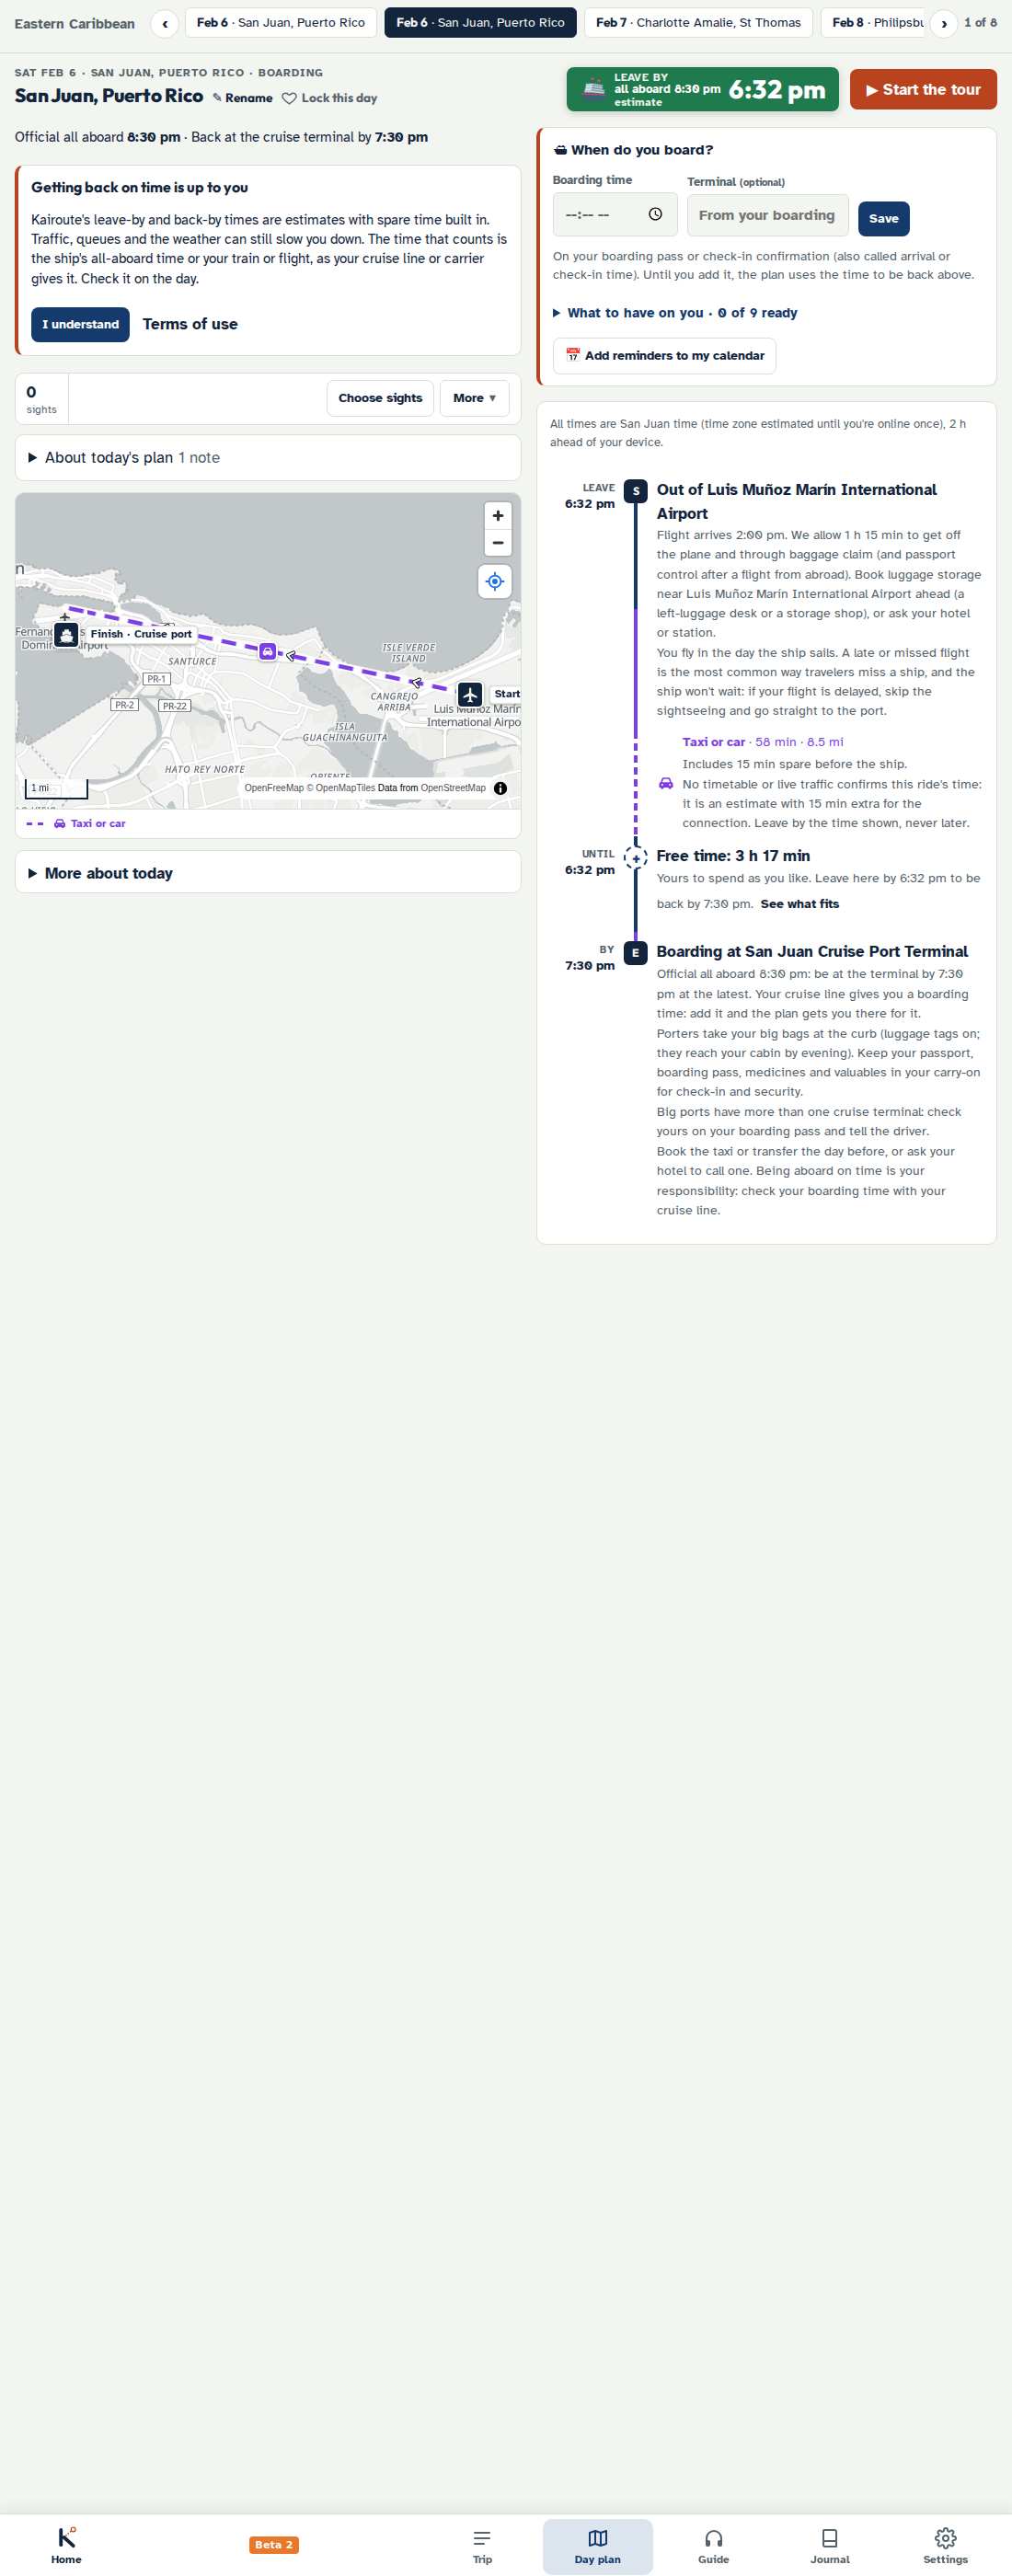 Eastern Caribbean
‹
Feb 6 · San Juan, Puerto Rico
Feb 6 · San Juan, Puerto Rico
Feb 7 · Charlotte Amalie, St Thomas
Feb 8 · Philipsbu
›
1 of 8
SAT FEB 6 · SAN JUAN, PUERTO RICO · BOARDING
San Juan, Puerto Rico
✎ Rename
Lock this day
LEAVE BY
all aboard 8:30 pm
estimate
6:32 pm
▶ Start the tour
Official all aboard 8:30 pm · Back at the cruise terminal by 7:30 pm
Getting back on time is up to you
Kairoute's leave-by and back-by times are estimates with spare time built in.
Traffic, queues and the weather can still slow you down. The time that counts is
the ship's all-aboard time or your train or flight, as your cruise line or carrier
gives it. Check it on the day.
I understand
Terms of use
0
sights
Choose sights
More ▾
▶ About today's plan 1 note
+
−
n
Finish · Cruise port
SANTURCE
ISLE VERDE
ISLAND
PR-1
PR-2
PR-22
CANGREJO
ARRIBA
Start
Luis Muñoz Marín
International Airpo
ISLA
GUACHINANGUITA
HATO REY NORTE
ORIENTE
1 mi
OpenFreeMap © OpenMapTiles Data from OpenStreetMap
Taxi or car
▶ More about today
When do you board?
Boarding time
Terminal (optional)
--:-- --
From your boarding
Save
On your boarding pass or check-in confirmation (also called arrival or
check-in time). Until you add it, the plan uses the time to be back above.
▶ What to have on you · 0 of 9 ready
Add reminders to my calendar
All times are San Juan time (time zone estimated until you're online once), 2 h
ahead of your device.
LEAVE
6:32 pm
S
Out of Luis Muñoz Marín International
Airport
Flight arrives 2:00 pm. We allow 1 h 15 min to get off
the plane and through baggage claim (and passport
control after a flight from abroad). Book luggage storage
near Luis Muñoz Marín International Airport ahead (a
left-luggage desk or a storage shop), or ask your hotel
or station.
You fly in the day the ship sails. A late or missed flight
is the most common way travelers miss a ship, and the
ship won't wait: if your flight is delayed, skip the
sightseeing and go straight to the port.
Taxi or car · 58 min · 8.5 mi
Includes 15 min spare before the ship.
No timetable or live traffic confirms this ride's time:
it is an estimate with 15 min extra for the
connection. Leave by the time shown, never later.
UNTIL
6:32 pm
+
Free time: 3 h 17 min
Yours to spend as you like. Leave here by 6:32 pm to be
back by 7:30 pm. See what fits
BY
7:30 pm
E
Boarding at San Juan Cruise Port Terminal
Official all aboard 8:30 pm: be at the terminal by 7:30
pm at the latest. Your cruise line gives you a boarding
time: add it and the plan gets you there for it.
Porters take your big bags at the curb (luggage tags on;
they reach your cabin by evening). Keep your passport,
boarding pass, medicines and valuables in your carry-on
for check-in and security.
Big ports have more than one cruise terminal: check
yours on your boarding pass and tell the driver.
Book the taxi or transfer the day before, or ask your
hotel to call one. Being aboard on time is your
responsibility: check your boarding time with your
cruise line.
Home
Beta 2
Trip
Day plan
Guide
Journal
Settings